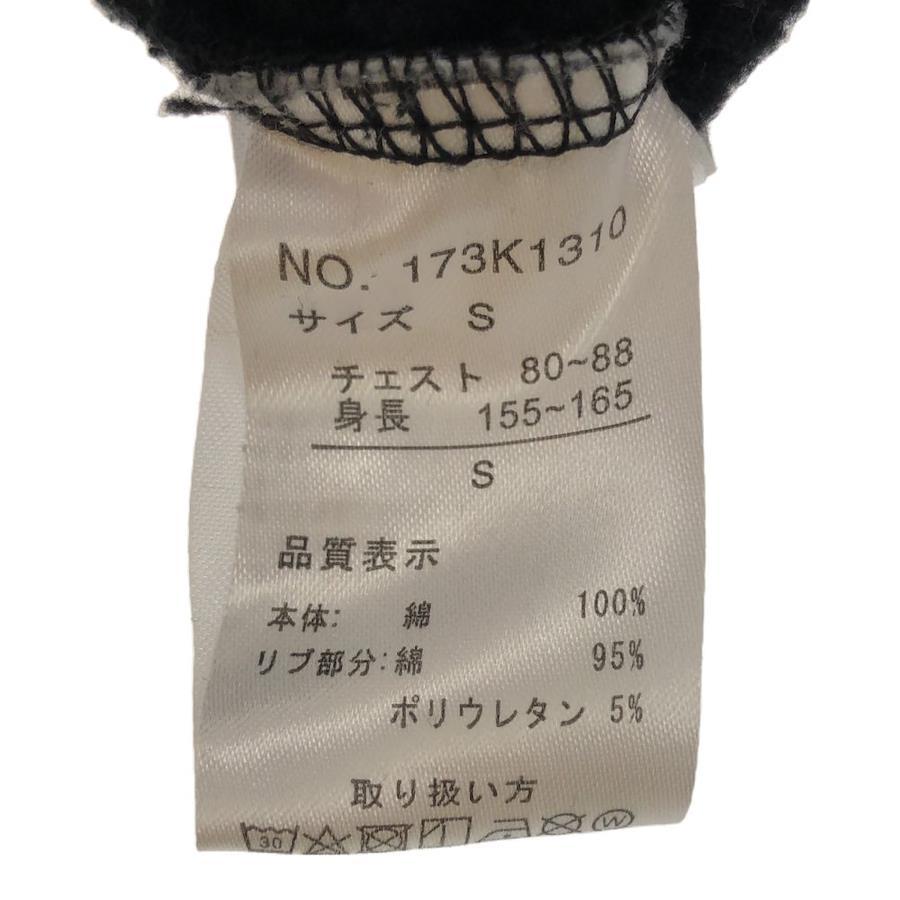 NO. 173K1310
サイズ S
チェスト 80~88
身長 155~165
S
品質表示
本体: 綿 100%
リブ部分:綿 95%
ポリウレタン 5%
取り扱い方
30 W